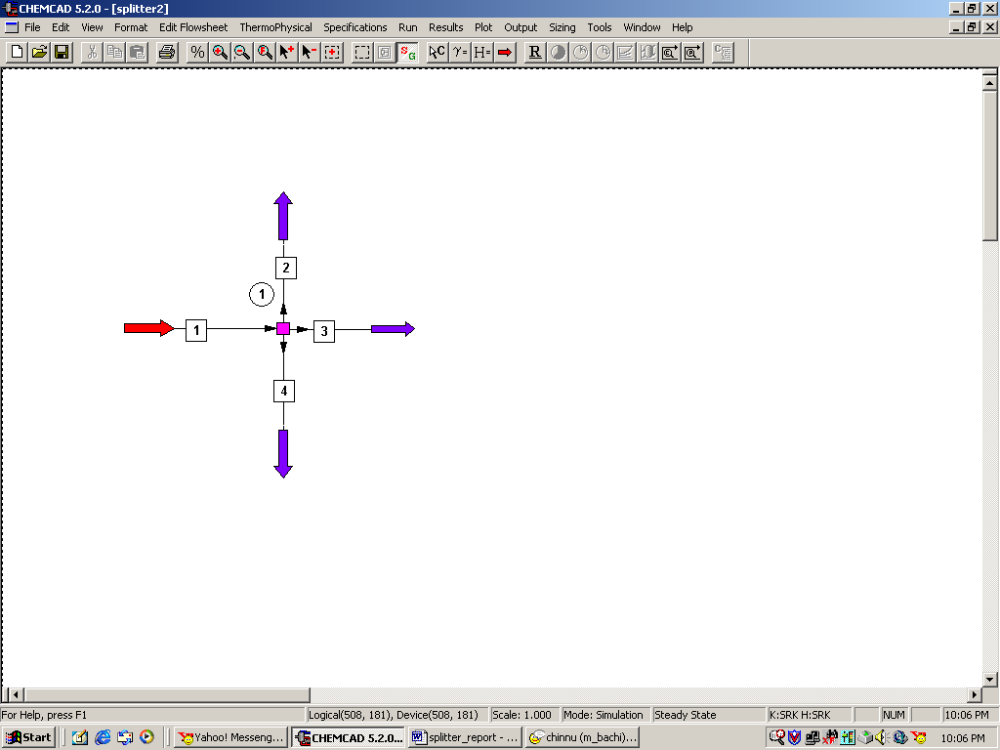 CHEMCAD 5.2.0 - [splitter2]
File Edit View Format Edit Flowsheet ThermoPhysical Specifications Run Results Plot Output Sizing Tools Window Help
% S G C γ= H= R
2
1
1 3
4
For Help, press F1 Logical(508, 181), Device(508, 181) Scale: 1.000 Mode: Simulation Steady State K:SRK H:SRK NUM 10:06 PM
Start Yahoo! Messeng... CHEMCAD 5.2.0... splitter_report - ... chinnu (m_bachi)... 10:06 PM